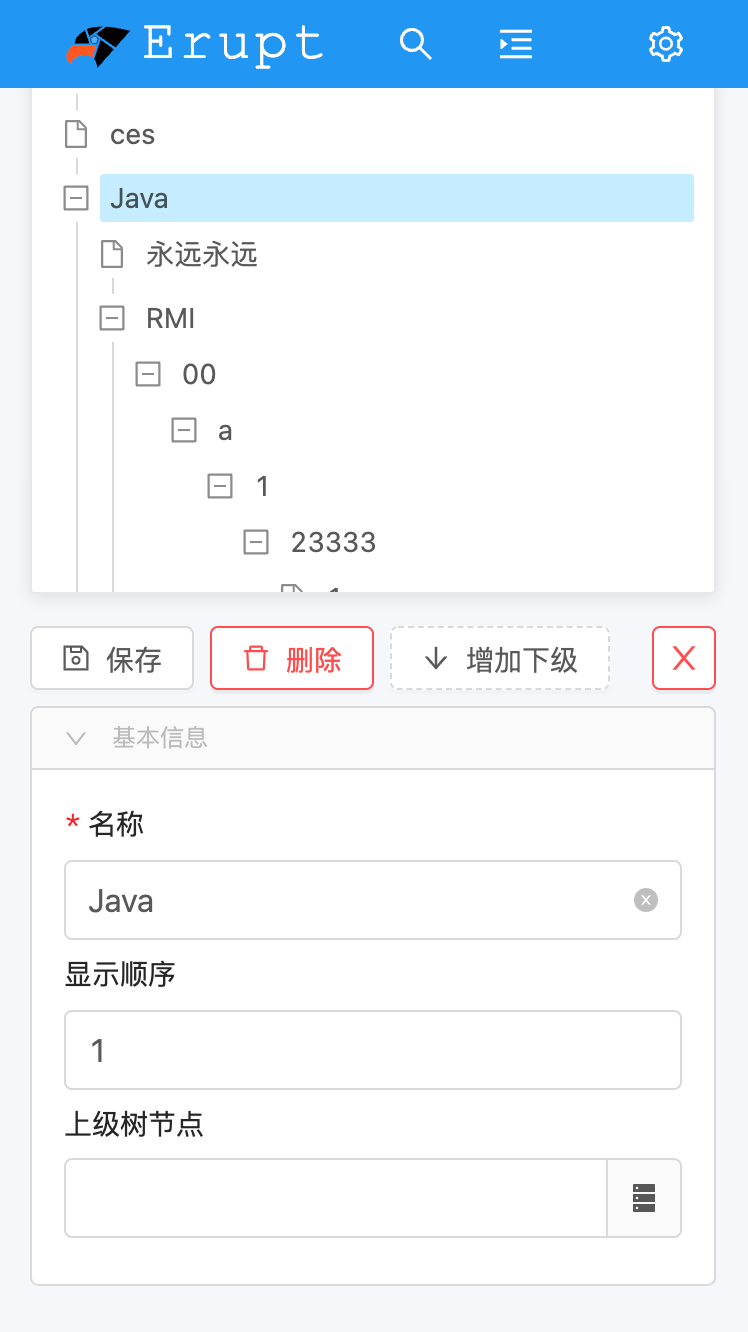 Erupt
ces
Java
永远永远
RMI
00
a
1
23333
保存 删除 增加下级
基本信息
* 名称
Java
显示顺序
1
上级树节点